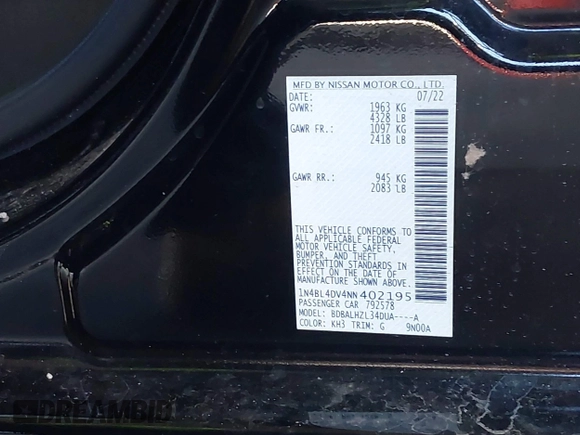 MFD BY NISSAN MOTOR CO., LTD.
DATE: 07/22
GVWR: 1963 KG
4328 LB
GAWR FR.: 1097 KG
2418 LB
GAWR RR.: 945 KG
2083 LB
THIS VEHICLE CONFORMS TO
ALL APPLICABLE FEDERAL
MOTOR VEHICLE SAFETY,
BUMPER, AND THEFT
PREVENTION STANDARDS IN
EFFECT ON THE DATE OF
MANUFACTURE SHOWN ABOVE.
1N4BL4DV4NN402195
PASSENGER CAR 792578
MODEL: BDBALHZL34DUA----A
COLOR: KH3 TRIM: G 9N00A
DREAMBID